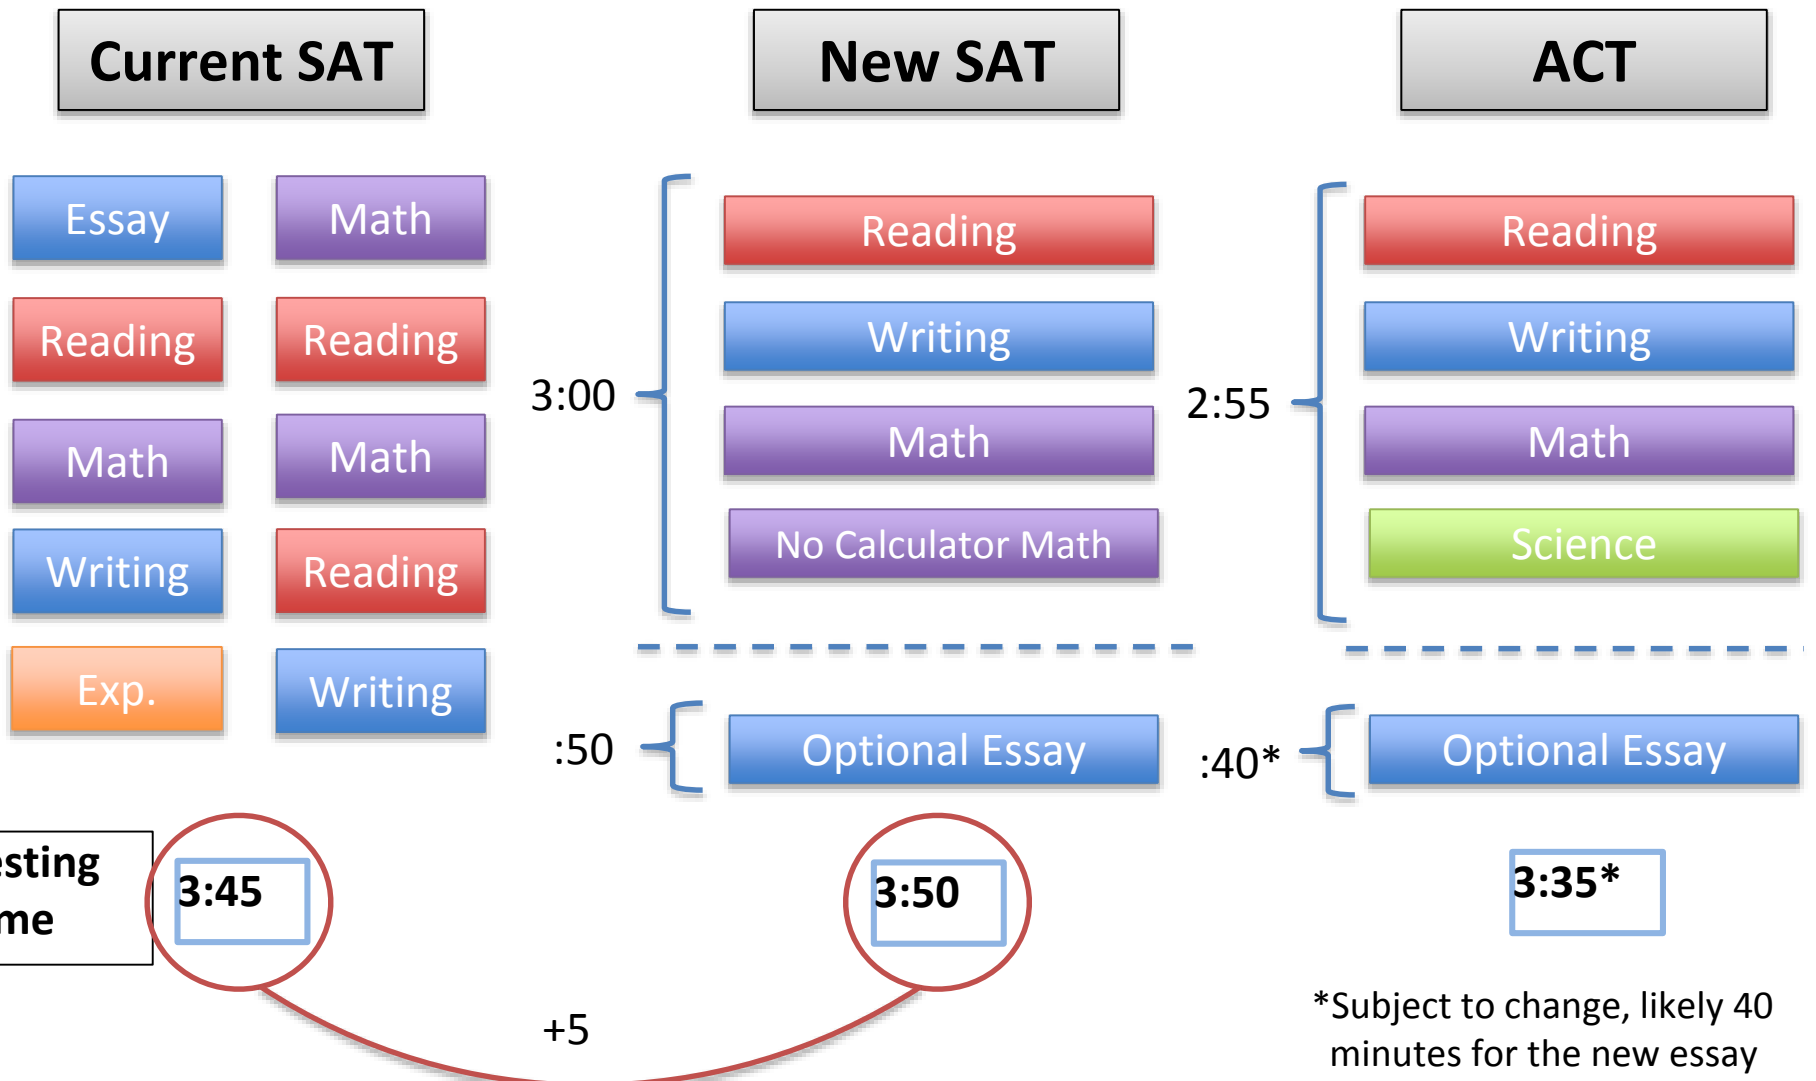 Current SAT
New SAT
ACT
Essay
Math
Reading
Reading
Math
Math
Writing
Reading
Exp.
Writing
3:00
Reading
Writing
Math
No Calculator Math
:50
Optional Essay
2:55
Reading
Writing
Math
Science
:40*
Optional Essay
3:45
3:50
3:35*
+5
*Subject to change, likely 40
minutes for the new essay